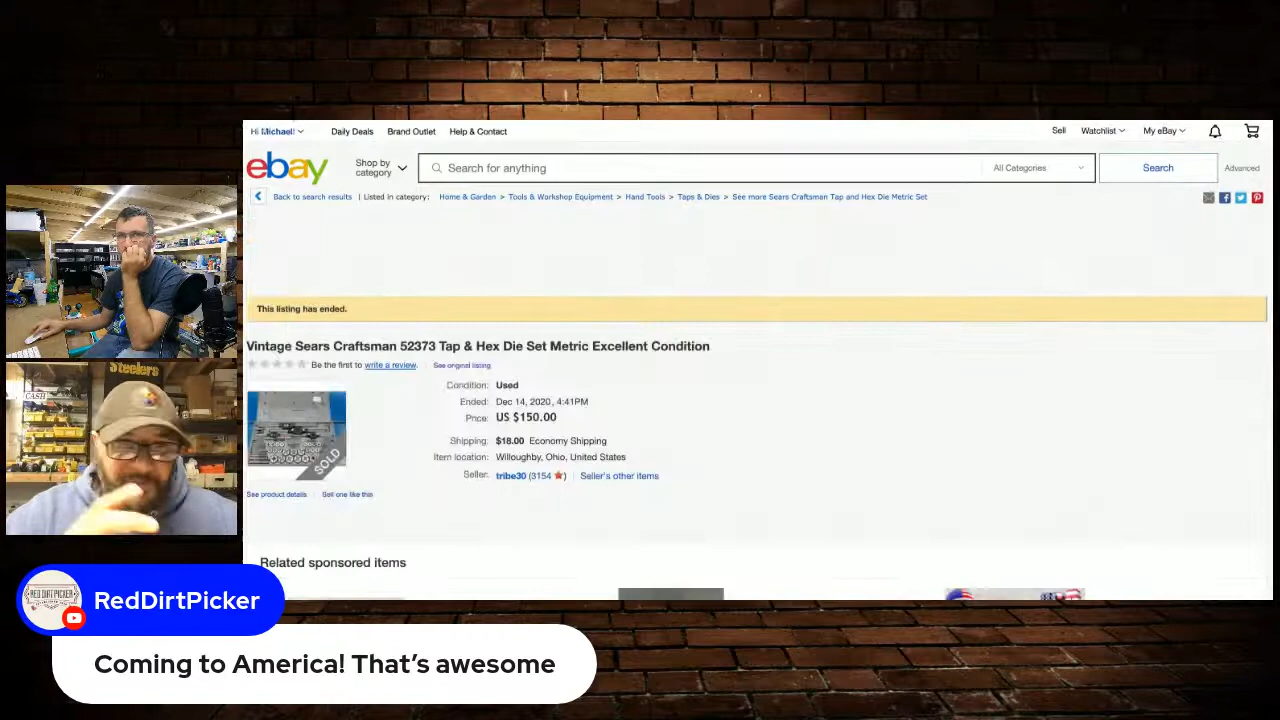 Hi Michael!
Daily Deals
Brand Outlet
Help & Contact
Sell
Watchlist
My eBay
ebay
Shop by category
Search for anything
All Categories
Search
Advanced
Back to search results | Listed in category: Home & Garden > Tools & Workshop Equipment > Hand Tools > Taps & Dies > See more Sears Craftsman Tap and Hex Die Metric Set
This listing has ended.
Vintage Sears Craftsman 52373 Tap & Hex Die Set Metric Excellent Condition
Be the first to write a review.
See original listing
Condition: Used
Ended: Dec 14, 2020, 4:41PM
Price: US $150.00
Shipping: $18.00 Economy Shipping
Item location: Willoughby, Ohio, United States
Seller: tribe30 (3154 ) | Seller's other items
SOLD
See product details
Sell one like this
Related sponsored items
Steelers
CASH
RED DIRT PICKER
RedDirtPicker
Coming to America! That’s awesome